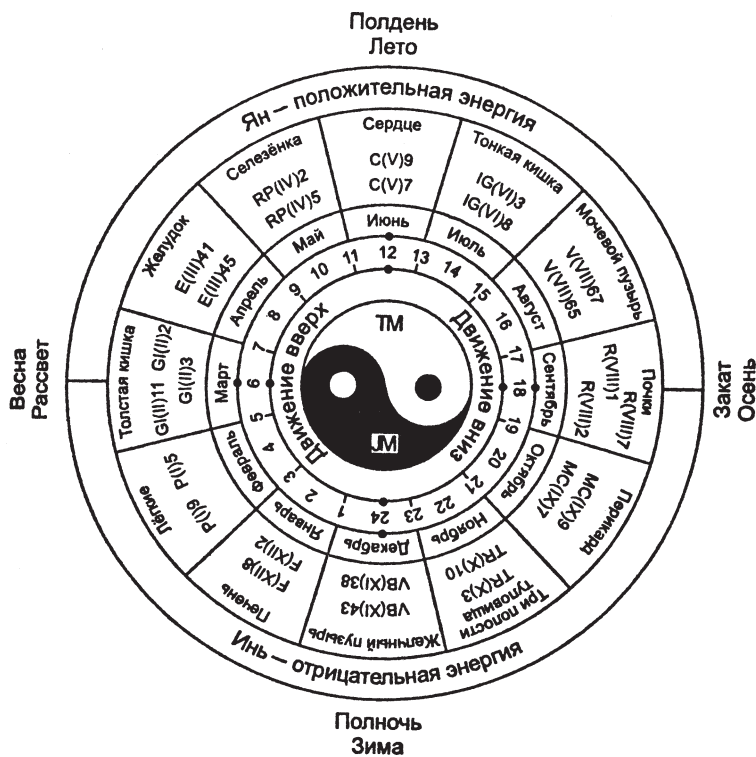 Полдень
Лето
Ян – положительная энергия
Сердце
C(V)9
C(V)7
Июнь
Тонкая кишка
IG(VI)3
IG(VI)8
Июль
Мочевой пузырь
V(VII)67
V(VII)65
Август
Почки
R(VIII)7
R(VIII)1
R(VIII)2
Сентябрь
Перикард
MC(IX)9
MC(IX)7
Октябрь
Три полости
туловища
TR(X)3
TR(X)10
Ноябрь
Желчный пузырь
VB(XI)43
VB(XI)38
Декабрь
Печень
F(XII)8
F(XII)2
Январь
Лёгкие
P(I)9 P(I)5
Февраль
Толстая кишка
GI(II)11 GI(II)2
GI(II)3
Март
Желудок
E(III)41
E(III)45
Апрель
Селезёнка
RP(IV)2
RP(IV)5
Май
1 2 3 4 5 6 7 8 9 10 11 12 13 14 15 16 17 18 19 20 21 22 23 24
Движение вверх
Движение вниз
TM
JM
Весна
Рассвет
Закат
Осень
Инь – отрицательная энергия
Полночь
Зима